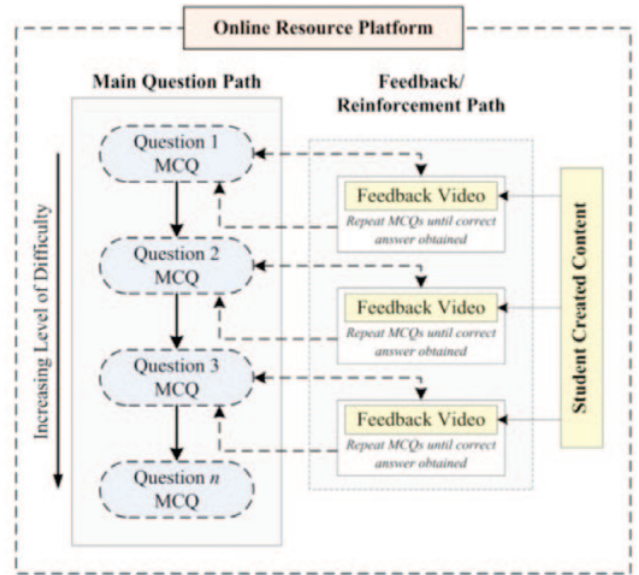 Online Resource Platform
Main Question Path
Feedback/
Reinforcement Path
Increasing Level of Difficulty
Question 1
MCQ
Feedback Video
Repeat MCQs until correct
answer obtained
Question 2
MCQ
Feedback Video
Repeat MCQs until correct
answer obtained
Question 3
MCQ
Feedback Video
Repeat MCQs until correct
answer obtained
Question n
MCQ
Student Created Content